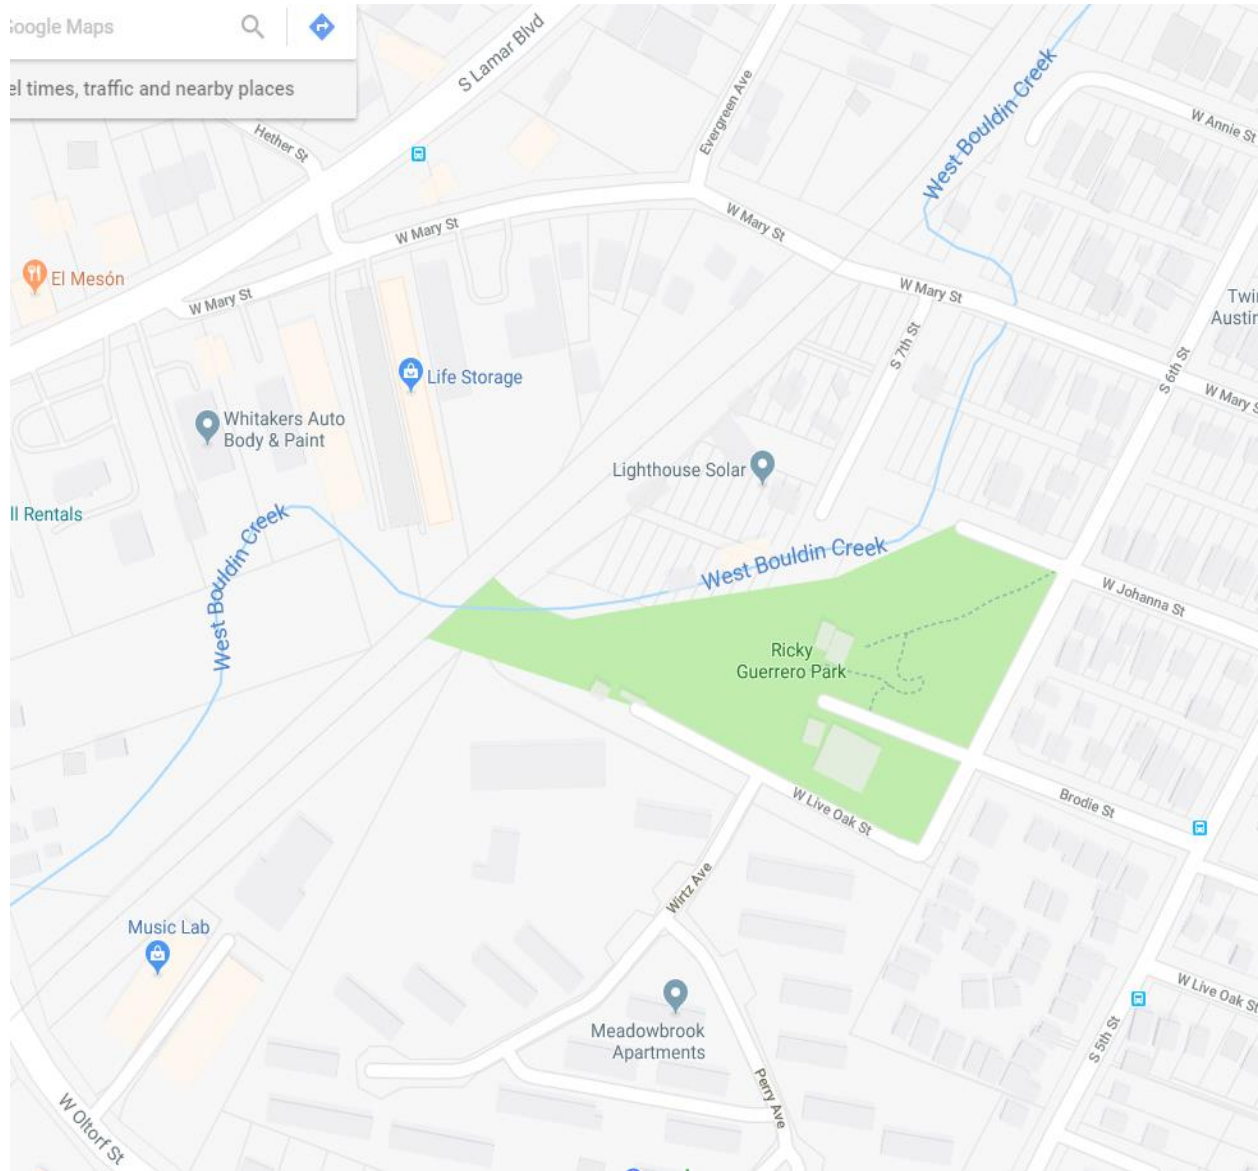 Google Maps
el times, traffic and nearby places
S Lamar Blvd
Hether St
Evergreen Ave
West Bouldin Creek
W Annie St
W Mary St
W Mary St
W Mary St
W Mary St
El Mesón
Twi
Austin
S 7th St
S 6th St
W Mary S
Life Storage
Whitakers Auto
Body & Paint
Lighthouse Solar
ll Rentals
West Bouldin Creek
West Bouldin Creek
W Johanna St
Ricky
Guerrero Park
Brodie St
W Live Oak St
Wirtz Ave
Music Lab
W Live Oak St
Meadowbrook
Apartments
S 5th St
Perry Ave
W Oltorf St